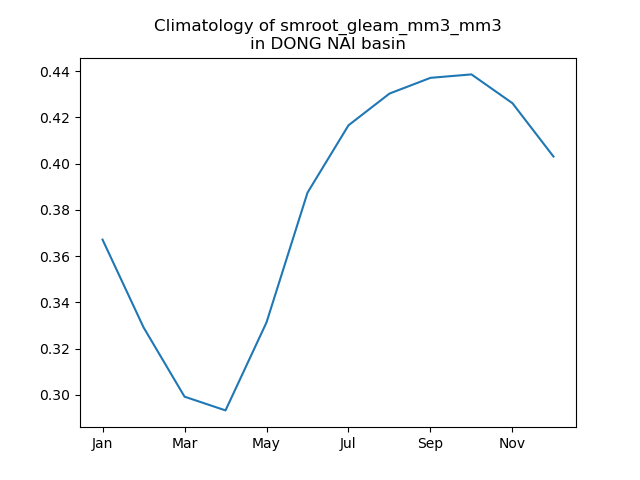 Climatology of smroot_gleam_mm3_mm3
in DONG NAI basin
0.44
0.42
0.40
0.38
0.36
0.34
0.32
0.30
Jan Mar May Jul Sep Nov